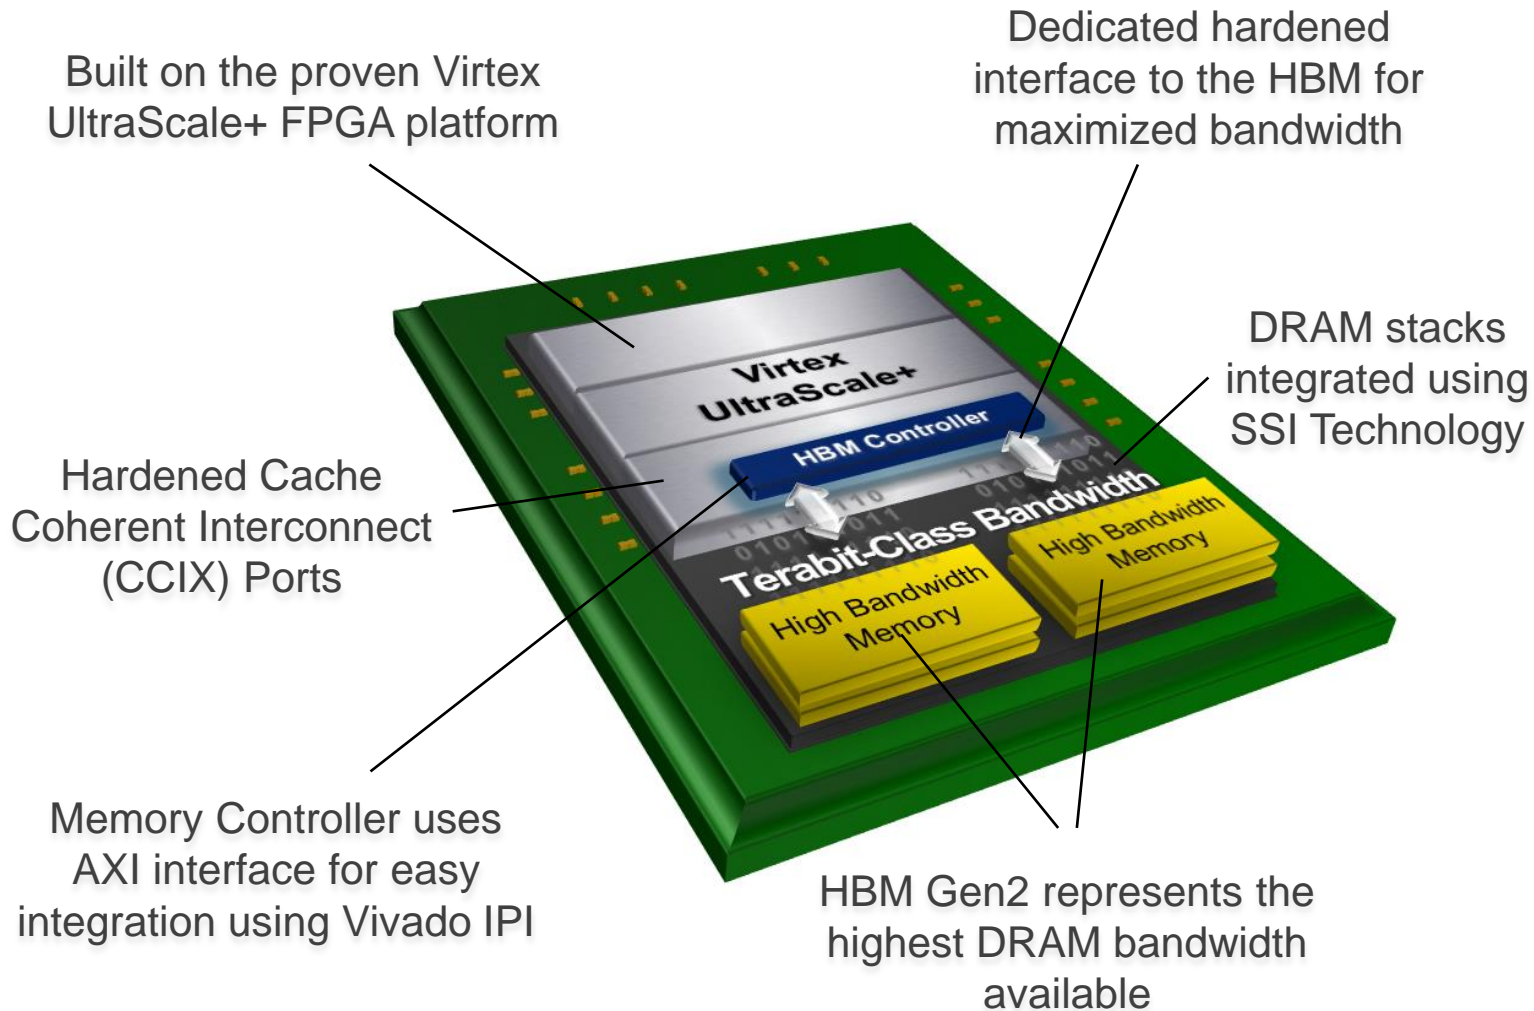 Built on the proven Virtex
UltraScale+ FPGA platform
Dedicated hardened
interface to the HBM for
maximized bandwidth
DRAM stacks
integrated using
SSI Technology
Hardened Cache
Coherent Interconnect
(CCIX) Ports
Virtex
UltraScale+
HBM Controller
Terabit-Class Bandwidth
High Bandwidth
Memory
High Bandwidth
Memory
Memory Controller uses
AXI interface for easy
integration using Vivado IPI
HBM Gen2 represents the
highest DRAM bandwidth
available